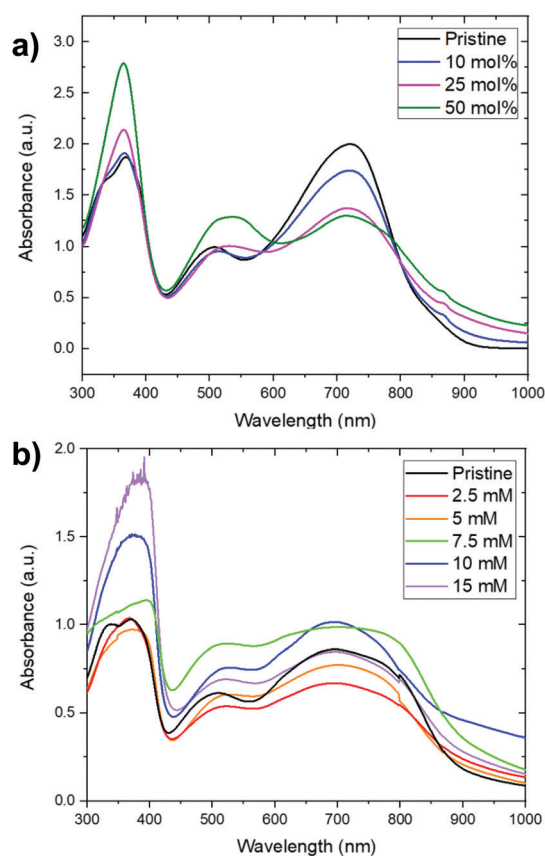 a)
3.0
2.5
2.0
1.5
1.0
0.5
0.0
Absorbance (a.u.)
Pristine
10 mol%
25 mol%
50 mol%
300 400 500 600 700 800 900 1000
Wavelength (nm)
b)
2.0
1.5
1.0
0.5
0.0
Absorbance (a.u.)
Pristine
2.5 mM
5 mM
7.5 mM
10 mM
15 mM
300 400 500 600 700 800 900 1000
Wavelength (nm)